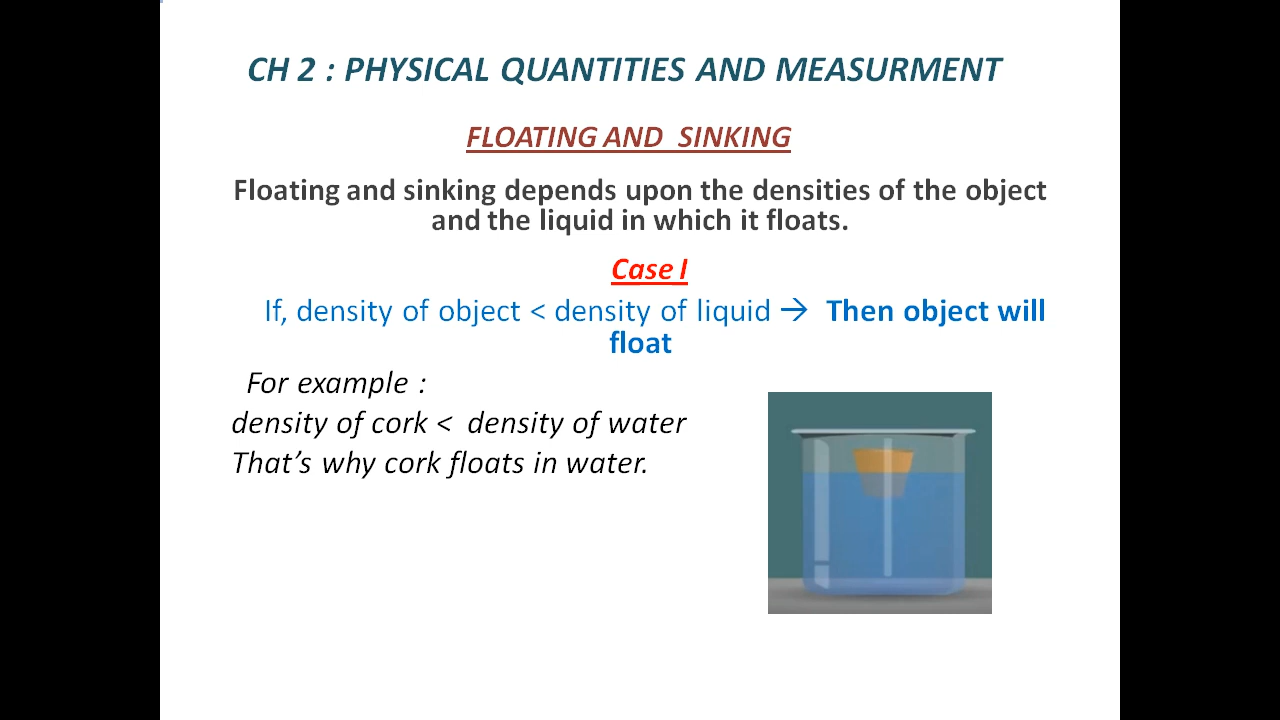 CH 2 : PHYSICAL QUANTITIES AND MEASURMENT
FLOATING AND SINKING
Floating and sinking depends upon the densities of the object
and the liquid in which it floats.
Case I
If, density of object < density of liquid → Then object will
float
For example :
density of cork < density of water
That’s why cork floats in water.